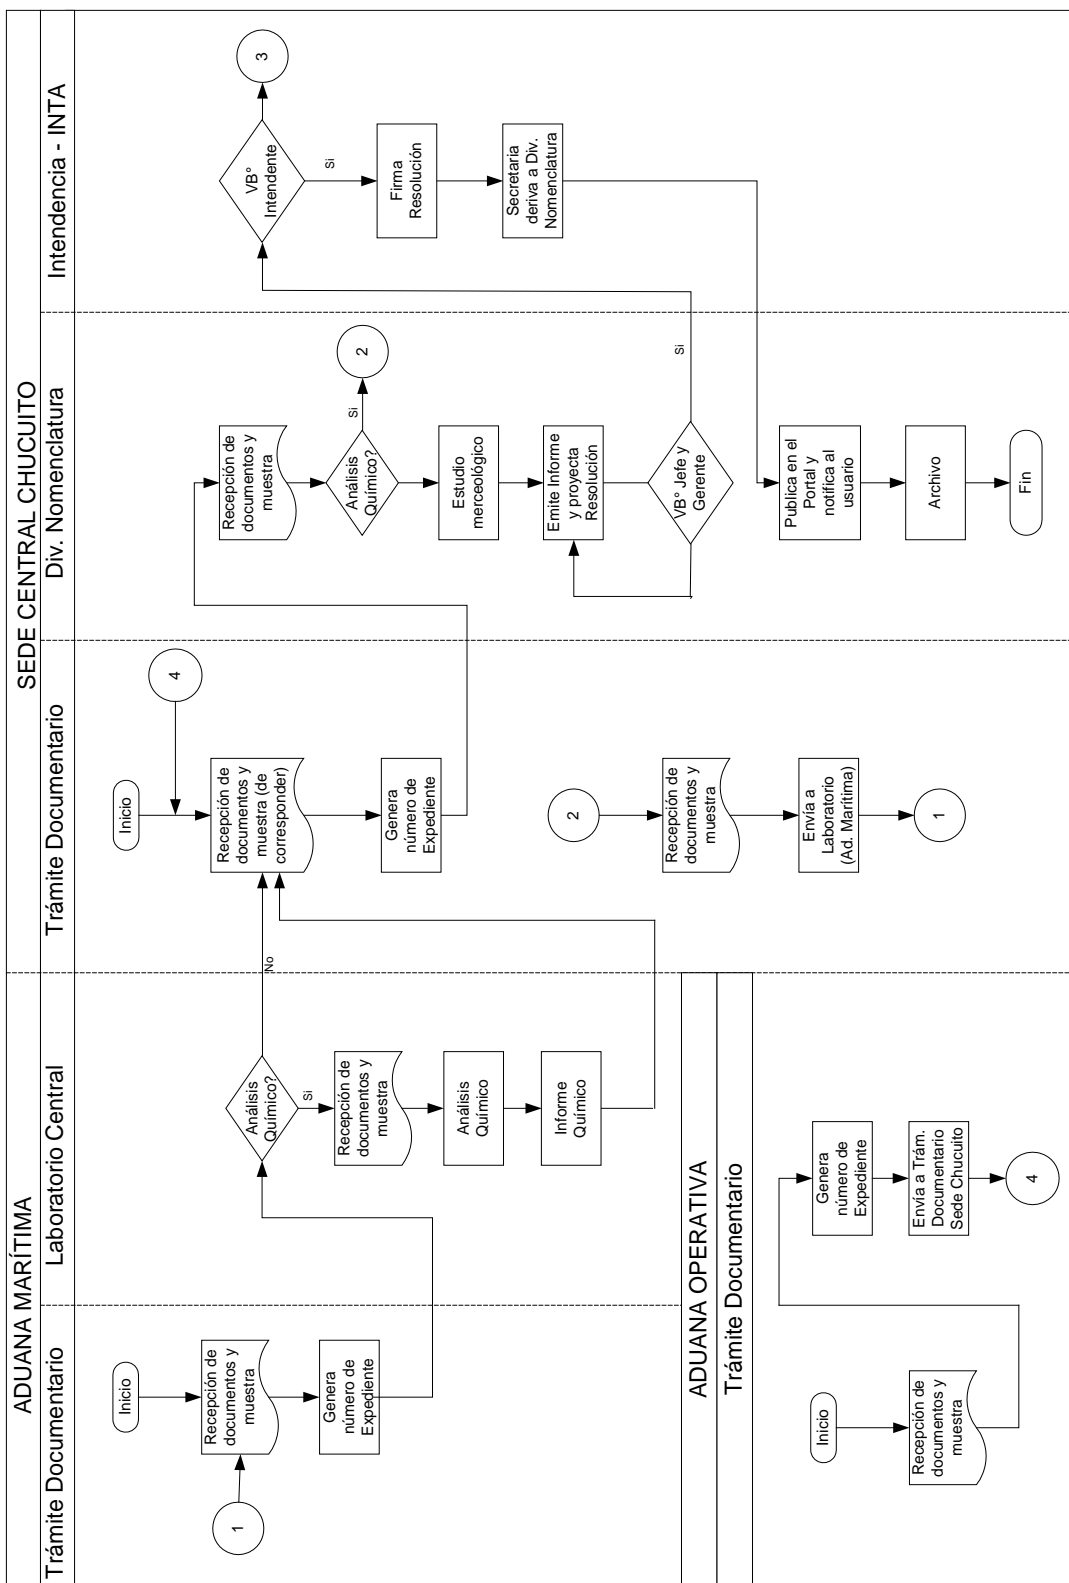 ADUANA MARÍTIMA
Trámite Documentario
Laboratorio Central
SEDE CENTRAL CHUCUITO
Trámite Documentario
Div. Nomenclatura
Intendencia - INTA
Inicio
1
Recepción de
documentos y
muestra
Genera
número de
Expediente
Análisis
Químico?
No
Si
Recepción de
documentos y
muestra
Análisis
Químico
Informe
Químico
Inicio
4
Recepción de
documentos y
muestra (de
corresponder)
Genera
número de
Expediente
2
Recepción de
documentos y
muestra
Envía a
Laboratorio
(Ad. Marítima)
1
Recepción de
documentos y
muestra
Análisis
Químico?
Si
2
Estudio
merceológico
Emite Informe
y proyecta
Resolución
VB° Jefe y
Gerente
Si
Publica en el
Portal y
notifica al
usuario
Archivo
Fin
VB°
Intendente
3
Si
Firma
Resolución
Secretaria
deriva a Div.
Nomenclatura
ADUANA OPERATIVA
Trámite Documentario
Inicio
Recepción de
documentos y
muestra
Genera
número de
Expediente
Envía a Trám.
Documentario
Sede Chucuito
4